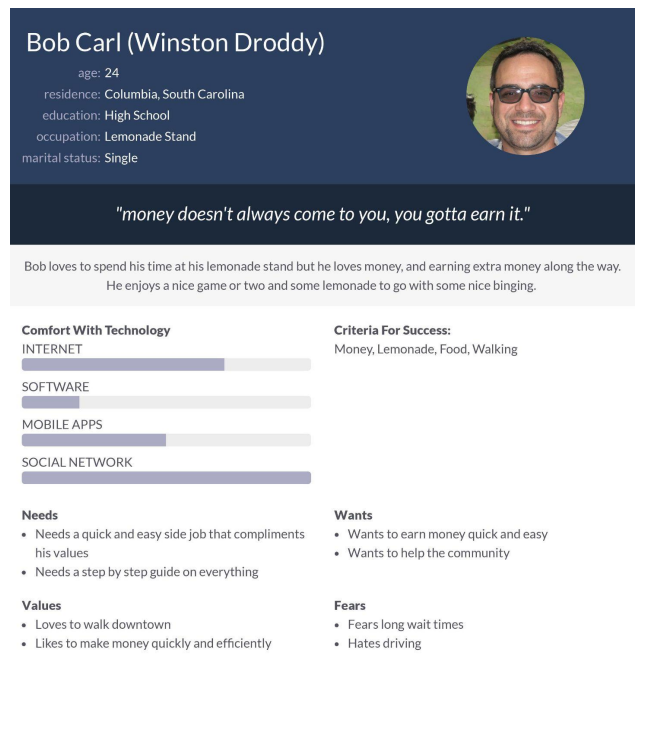 Bob Carl (Winston Droddy)
age: 24
residence: Columbia, South Carolina
education: High School
occupation: Lemonade Stand
marital status: Single
"money doesn't always come to you, you gotta earn it."
Bob loves to spend his time at his lemonade stand but he loves money, and earning extra money along the way.
He enjoys a nice game or two and some lemonade to go with some nice binging.
Comfort With Technology
INTERNET
SOFTWARE
MOBILE APPS
SOCIAL NETWORK
Criteria For Success:
Money, Lemonade, Food, Walking
Needs
• Needs a quick and easy side job that compliments
his values
• Needs a step by step guide on everything
Wants
• Wants to earn money quick and easy
• Wants to help the community
Values
• Loves to walk downtown
• Likes to make money quickly and efficiently
Fears
• Fears long wait times
• Hates driving